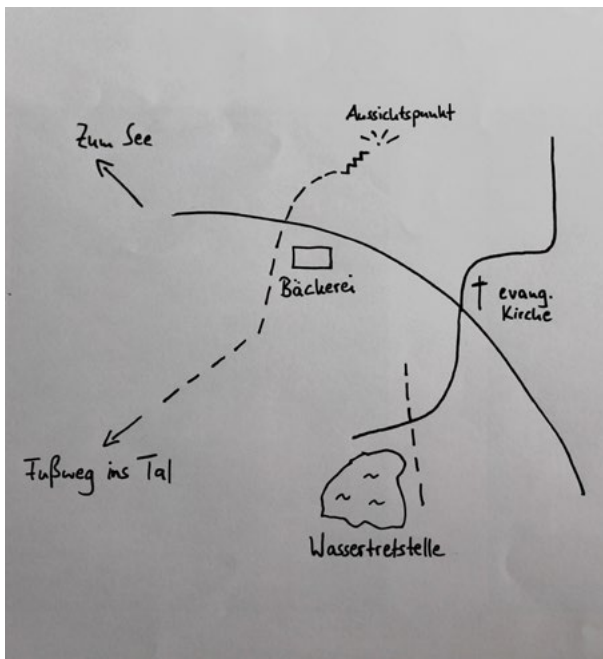 Aussichtspunkt
Zum See
Bäckerei
evang.
Kirche
Fußweg ins Tal
Wassertretstelle